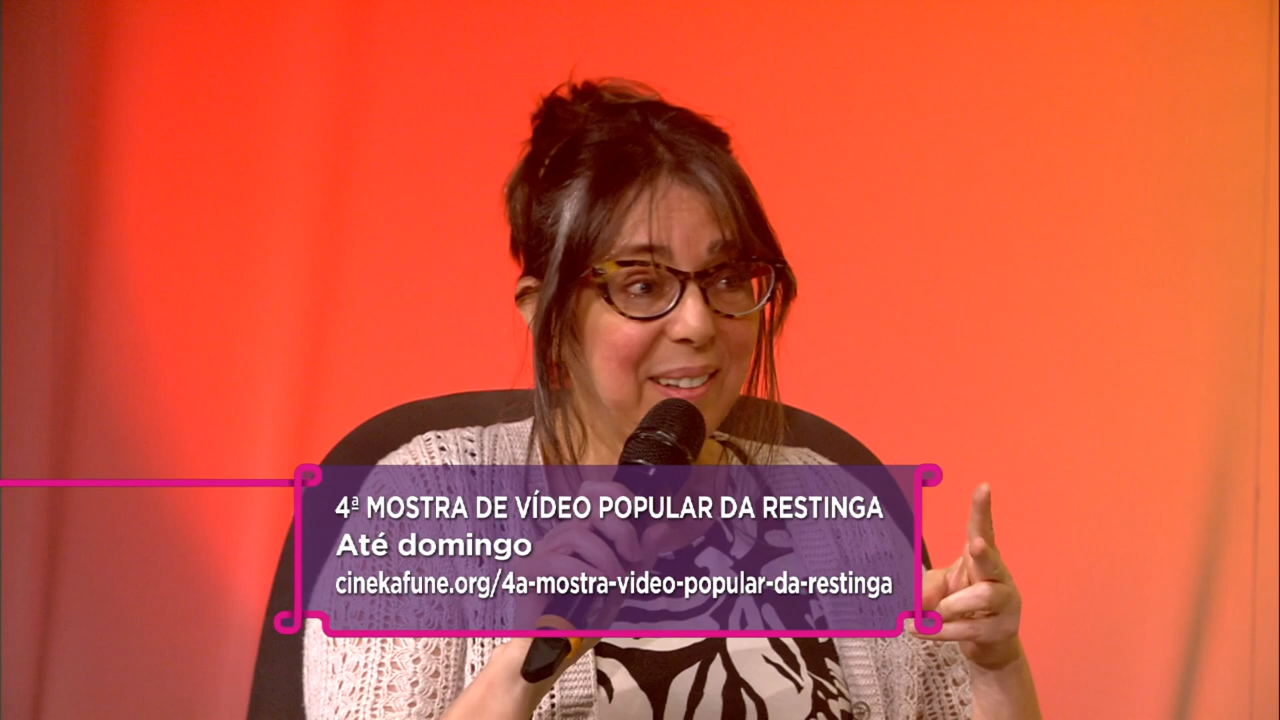 4ª MOSTRA DE VÍDEO POPULAR DA RESTINGA
Até domingo
cinekafune.org/4a-mostra-video-popular-da-restinga